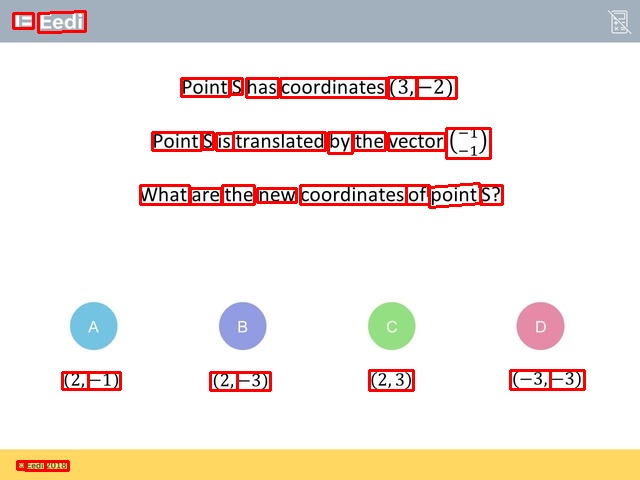 Eedi
Point S has coordinates (3, −2)
Point S is translated by the vector (−1 −1)
What are the new coordinates of point S?
A B C D
(2, −1) (2, −3) (2, 3) (−3, −3)
© Eedi 2018